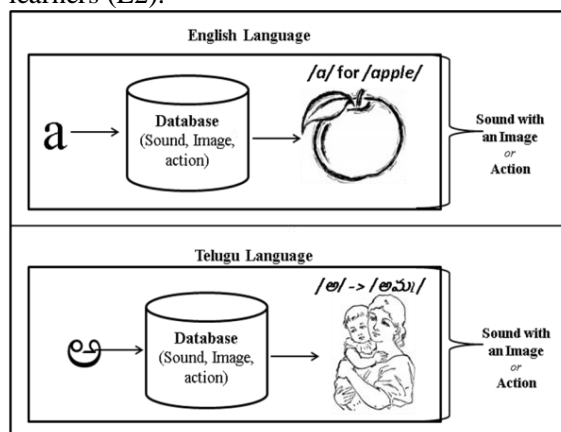 learners (L2).
English Language
/a/ for /apple/
a
Database
(Sound, Image,
action)
Sound with
an Image
or
Action
Telugu Language
/అ/ -> /అమ్మ/
అ
Database
(Sound, Image,
action)
Sound with
an Image
or
Action